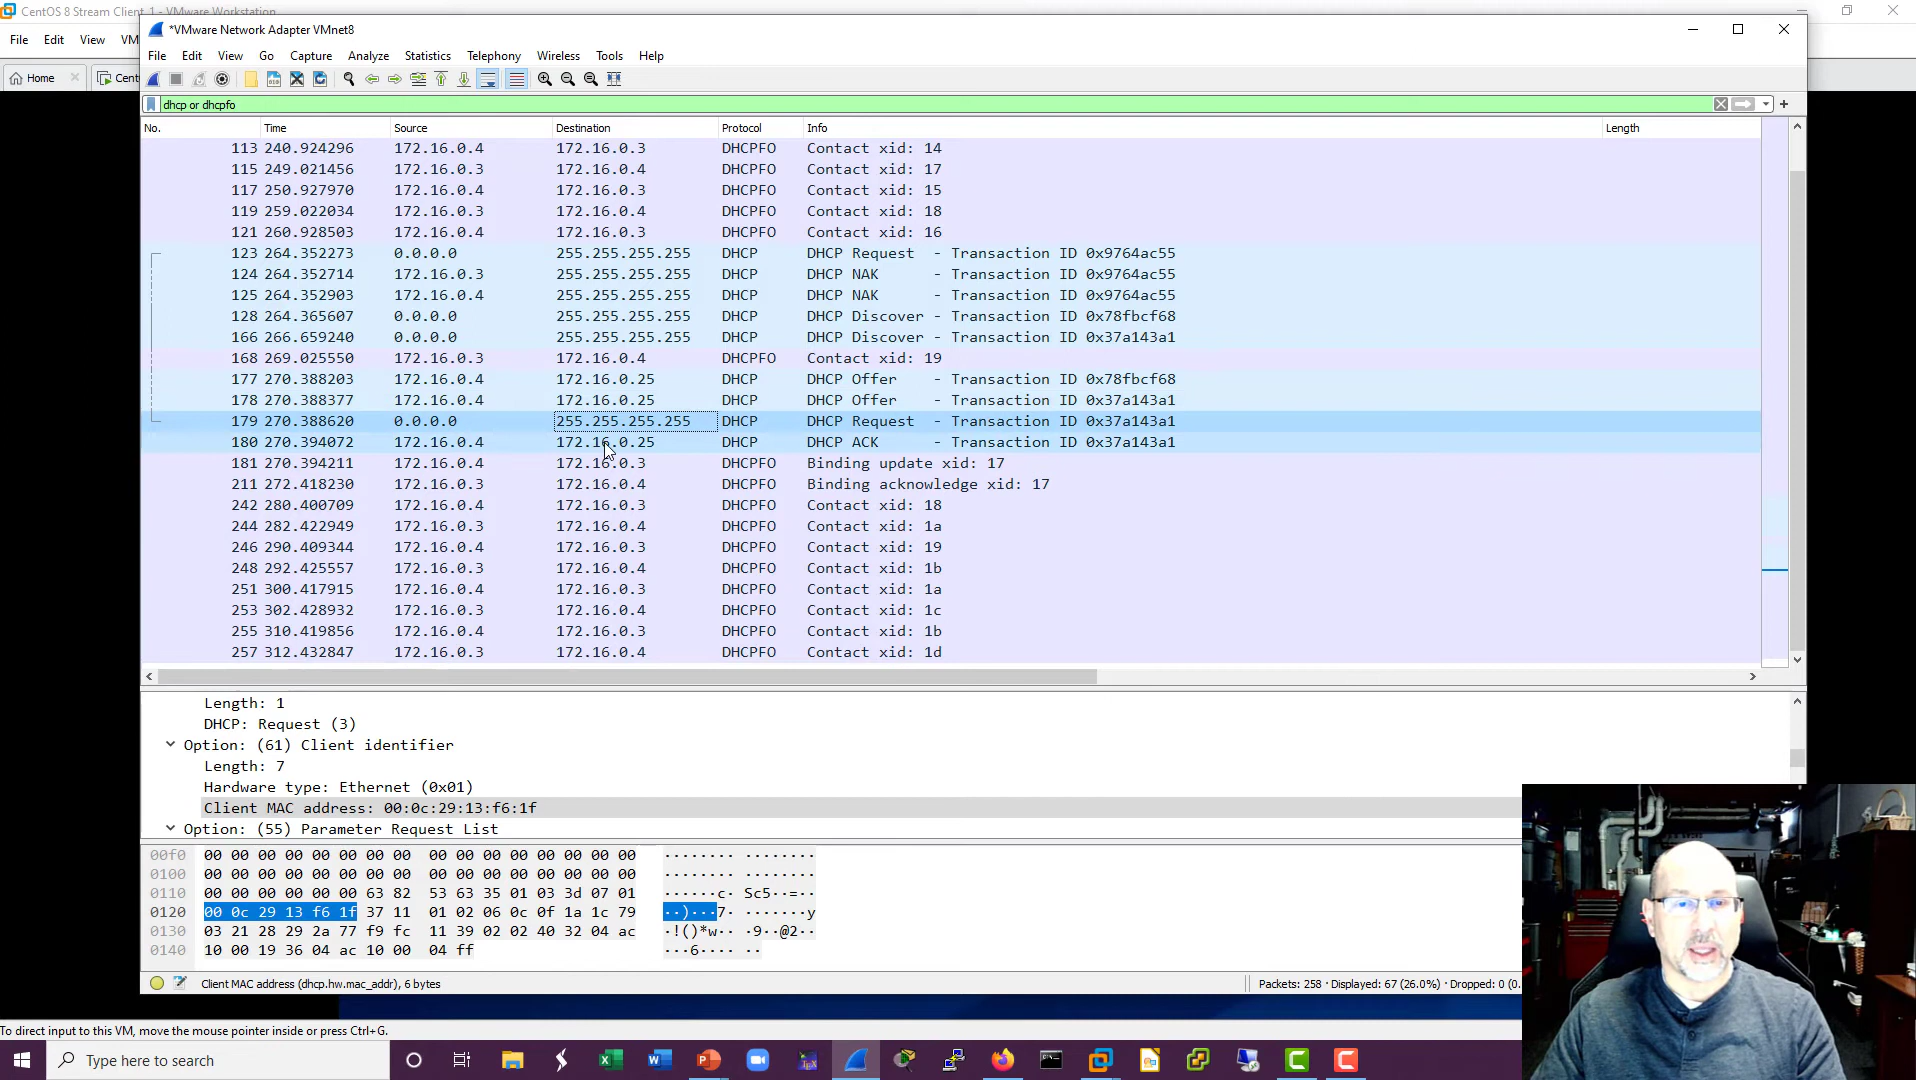 CentOS 8 Stream Client 1 - VMware Workstation
File Edit View VM
Home Cent
*VMware Network Adapter VMnet8
File Edit View Go Capture Analyze Statistics Telephony Wireless Tools Help
dhcp or dhcpfo
No. Time Source Destination Protocol Info Length
113 240.924296 172.16.0.4 172.16.0.3 DHCPFO Contact xid: 14
115 249.021456 172.16.0.3 172.16.0.4 DHCPFO Contact xid: 17
117 250.927970 172.16.0.4 172.16.0.3 DHCPFO Contact xid: 15
119 259.022034 172.16.0.3 172.16.0.4 DHCPFO Contact xid: 18
121 260.928503 172.16.0.4 172.16.0.3 DHCPFO Contact xid: 16
123 264.352273 0.0.0.0 255.255.255.255 DHCP DHCP Request - Transaction ID 0x9764ac55
124 264.352714 172.16.0.3 255.255.255.255 DHCP DHCP NAK - Transaction ID 0x9764ac55
125 264.352903 172.16.0.4 255.255.255.255 DHCP DHCP NAK - Transaction ID 0x9764ac55
128 264.365607 0.0.0.0 255.255.255.255 DHCP DHCP Discover - Transaction ID 0x78fbcf68
166 266.659240 0.0.0.0 255.255.255.255 DHCP DHCP Discover - Transaction ID 0x37a143a1
168 269.025550 172.16.0.3 172.16.0.4 DHCPFO Contact xid: 19
177 270.388203 172.16.0.4 172.16.0.25 DHCP DHCP Offer - Transaction ID 0x78fbcf68
178 270.388377 172.16.0.4 172.16.0.25 DHCP DHCP Offer - Transaction ID 0x37a143a1
179 270.388620 0.0.0.0 255.255.255.255 DHCP DHCP Request - Transaction ID 0x37a143a1
180 270.394072 172.16.0.4 172.16.0.25 DHCP DHCP ACK - Transaction ID 0x37a143a1
181 270.394211 172.16.0.4 172.16.0.3 DHCPFO Binding update xid: 17
211 272.418230 172.16.0.3 172.16.0.4 DHCPFO Binding acknowledge xid: 17
242 280.400709 172.16.0.4 172.16.0.3 DHCPFO Contact xid: 18
244 282.422949 172.16.0.3 172.16.0.4 DHCPFO Contact xid: 1a
246 290.409344 172.16.0.4 172.16.0.3 DHCPFO Contact xid: 19
248 292.425557 172.16.0.3 172.16.0.4 DHCPFO Contact xid: 1b
251 300.417915 172.16.0.4 172.16.0.3 DHCPFO Contact xid: 1a
253 302.428932 172.16.0.3 172.16.0.4 DHCPFO Contact xid: 1c
255 310.419856 172.16.0.4 172.16.0.3 DHCPFO Contact xid: 1b
257 312.432847 172.16.0.3 172.16.0.4 DHCPFO Contact xid: 1d
Length: 1
DHCP: Request (3)
Option: (61) Client identifier
Length: 7
Hardware type: Ethernet (0x01)
Client MAC address: 00:0c:29:13:f6:1f
Option: (55) Parameter Request List
00f0 00 00 00 00 00 00 00 00 00 00 00 00 00 00 00 00 ········ ········
0100 00 00 00 00 00 00 00 00 00 00 00 00 00 00 00 00 ········ ········
0110 00 00 00 00 00 00 63 82 53 63 35 01 03 3d 07 01 ······c· Sc5··=··
0120 00 0c 29 13 f6 1f 37 11 01 02 06 0c 0f 1a 1c 79 ··)···7· ·······y
0130 03 21 28 29 2a 77 f9 fc 11 39 02 02 40 32 04 ac ·!()*w·· ·9··@2··
0140 10 00 19 36 04 ac 10 00 04 ff ···6···· ··
Client MAC address (dhcp.hw.mac_addr), 6 bytes
Packets: 258 · Displayed: 67 (26.0%) · Dropped: 0 (0.
To direct input to this VM, move the mouse pointer inside or press Ctrl+G.
Type here to search